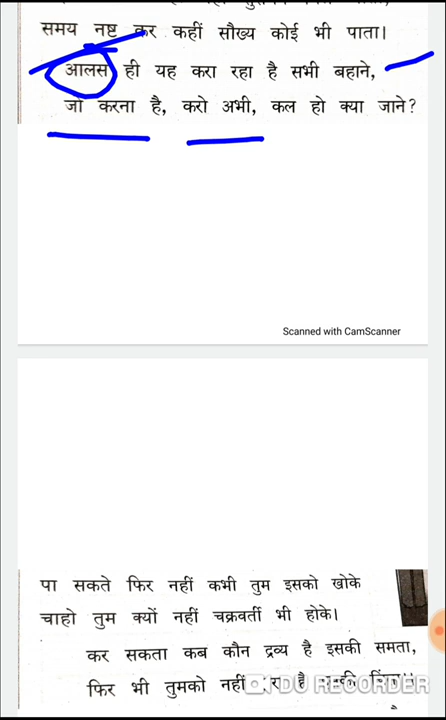 समय नष्ट कर कहीं सौख्य कोई भी पाता।
आलस ही यह करा रहा है सभी बहाने,
जो करना है, करो अभी, कल हो क्या जाने?
Scanned with CamScanner
पा सकते फिर नहीं कभी तुम इसको खोके
चाहो तुम क्यों नहीं चक्रवर्ती भी होके।
कर सकता कब कौन द्रव्य है इसकी समता,
फिर भी तुमको नहीं है
DU RECORDER